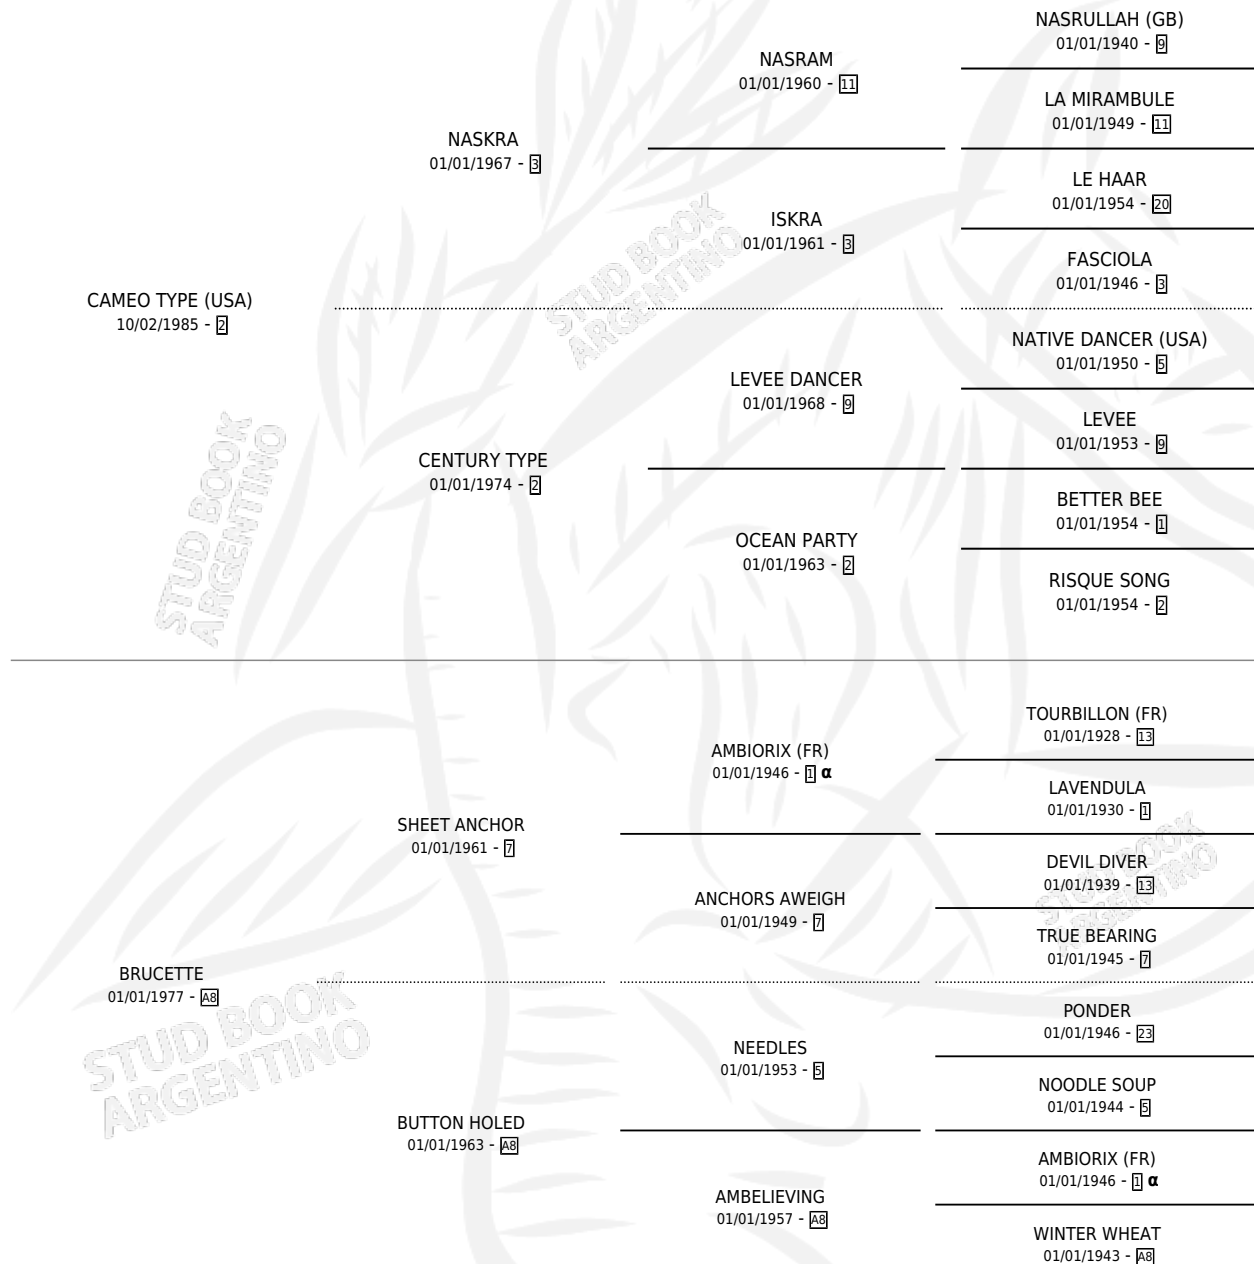 NASRULLAH (GB)
01/01/1940 - 9
NASRAM
01/01/1960 - 11
LA MIRAMBULE
01/01/1949 - 11
NASKRA
01/01/1967 - 3
LE HAAR
01/01/1954 - 20
ISKRA
01/01/1961 - 3
FASCIOLA
01/01/1946 - 3
CAMEO TYPE (USA)
10/02/1985 - 2
NATIVE DANCER (USA)
01/01/1950 - 5
LEVEE DANCER
01/01/1968 - 9
LEVEE
01/01/1953 - 9
CENTURY TYPE
01/01/1974 - 2
BETTER BEE
01/01/1954 - 1
OCEAN PARTY
01/01/1963 - 2
RISQUE SONG
01/01/1954 - 2
TOURBILLON (FR)
01/01/1928 - 13
AMBIORIX (FR)
01/01/1946 - 1 α
LAVENDULA
01/01/1930 - 1
SHEET ANCHOR
01/01/1961 - 7
DEVIL DIVER
01/01/1939 - 13
ANCHORS AWEIGH
01/01/1949 - 7
TRUE BEARING
01/01/1945 - 7
BRUCETTE
01/01/1977 - A8
PONDER
01/01/1946 - 23
NEEDLES
01/01/1953 - 5
NOODLE SOUP
01/01/1944 - 5
BUTTON HOLED
01/01/1963 - A8
AMBIORIX (FR)
01/01/1946 - 1 α
AMBELIEVING
01/01/1957 - A8
WINTER WHEAT
01/01/1943 - A8
STUD BOOK
ARGENTINO
STUD BOOK
ARGENTINO
STUD BOOK
ARGENTINO
STUD BOOK
ARGENTINO